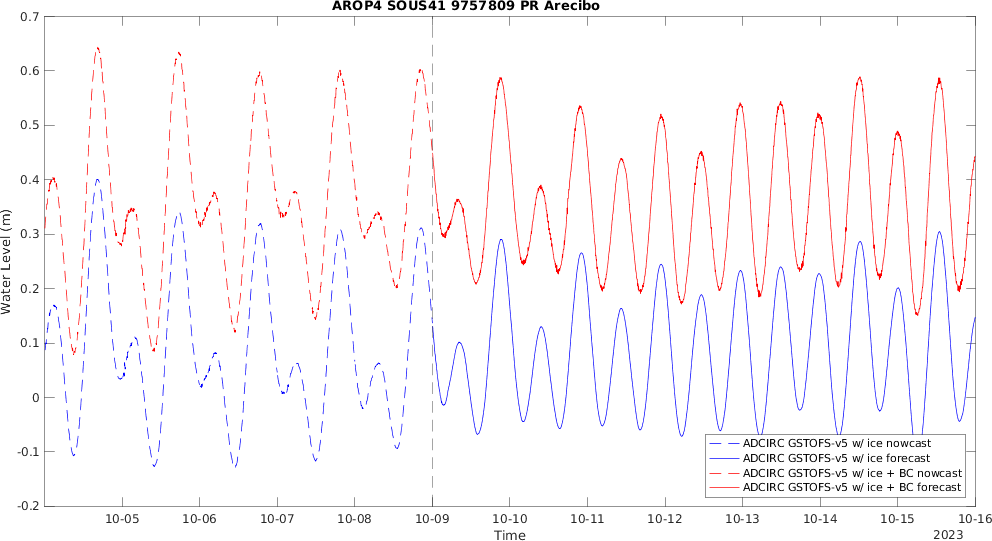 AROP4 SOUS41 9757809 PR Arecibo
0.7
0.6
0.5
0.4
0.3
0.2
0.1
0
-0.1
-0.2
Water Level (m)
ADCIRC GSTOFS-v5 w/ ice nowcast
ADCIRC GSTOFS-v5 w/ ice forecast
ADCIRC GSTOFS-v5 w/ ice + BC nowcast
ADCIRC GSTOFS-v5 w/ ice + BC forecast
10-05 10-06 10-07 10-08 10-09 10-10 10-11 10-12 10-13 10-14 10-15 10-16
Time
2023